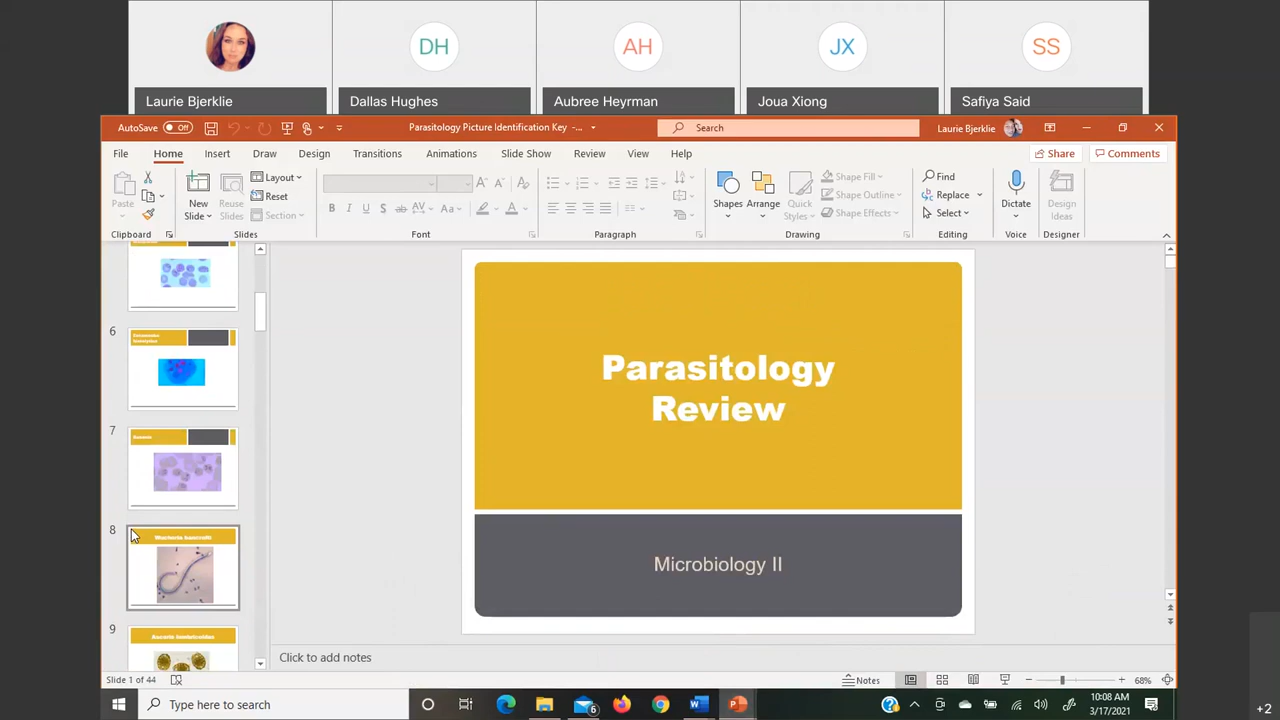 DH
AH
JX
SS
Laurie Bjerklie
Dallas Hughes
Aubree Heyrman
Joua Xiong
Safiya Said
AutoSave Off
Parasitology Picture Identification Key -...
Search
Laurie Bjerklie
File Home Insert Draw Design Transitions Animations Slide Show Review View Help
Share
Comments
Paste
New
Slide
Reuse
Slides
Layout
Reset
Section
B I U S ab AV Aa A
Shapes
Arrange
Quick
Styles
Shape Fill
Shape Outline
Shape Effects
Find
Replace
Select
Dictate
Design
Ideas
Clipboard
Slides
Font
Paragraph
Drawing
Editing
Voice
Designer
6
7
8
9
Parasitology
Review
Microbiology II
Click to add notes
Slide 1 of 44
Notes
68%
Type here to search
6
10:08 AM
3/17/2021
+2